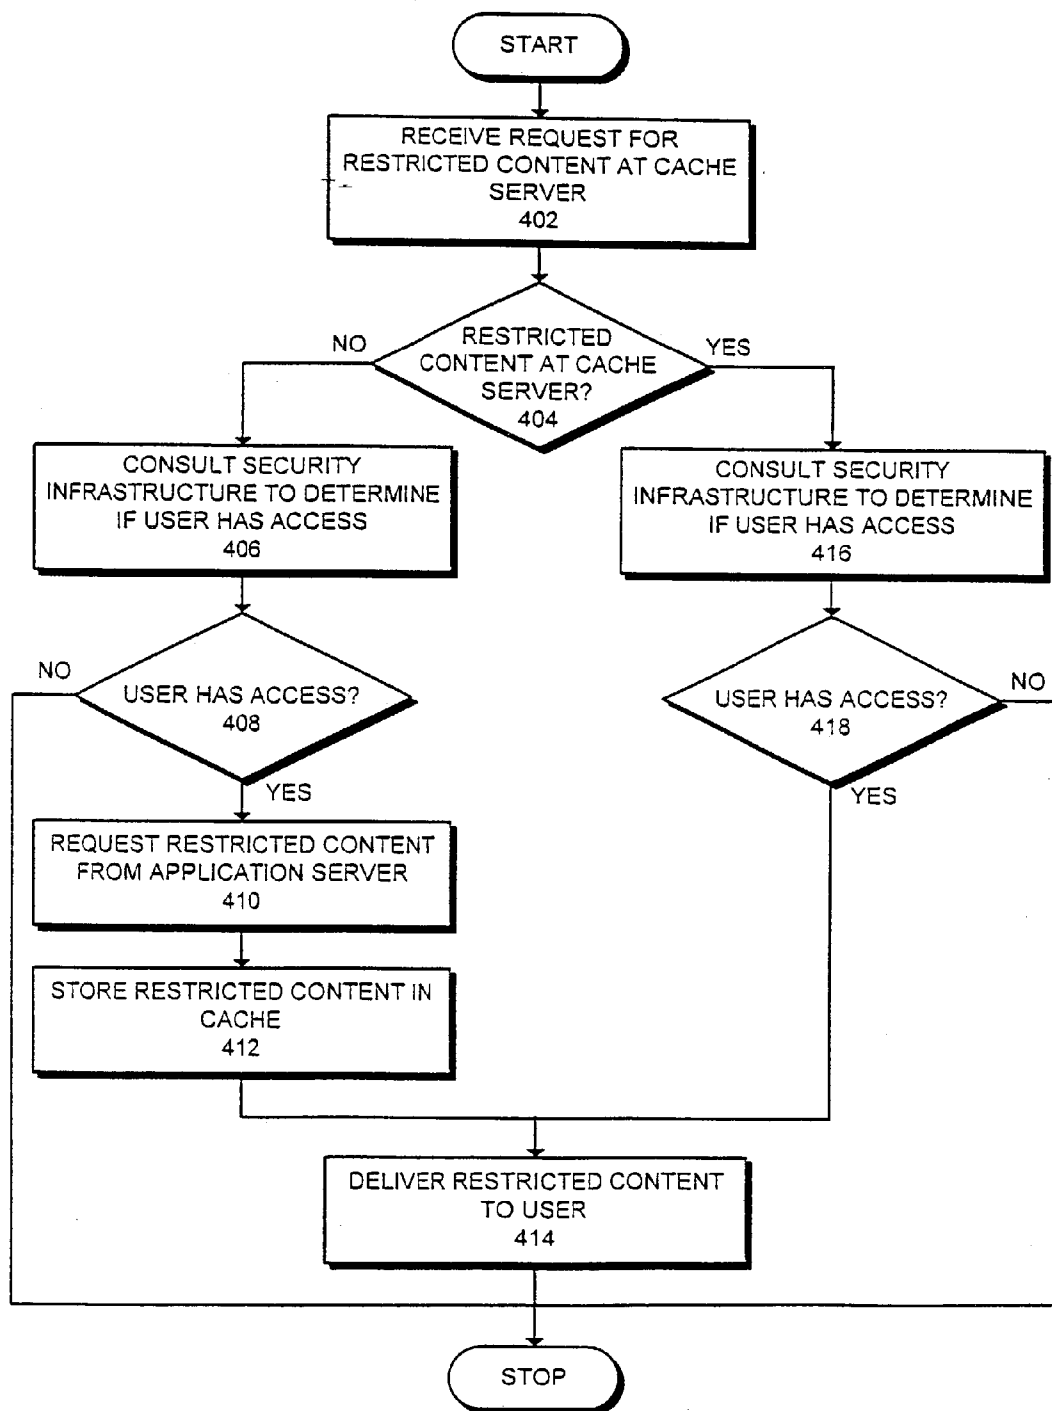 START
RECEIVE REQUEST FOR
RESTRICTED CONTENT AT CACHE
SERVER
402
RESTRICTED
CONTENT AT CACHE
SERVER?
404
NO
YES
CONSULT SECURITY
INFRASTRUCTURE TO DETERMINE
IF USER HAS ACCESS
406
CONSULT SECURITY
INFRASTRUCTURE TO DETERMINE
IF USER HAS ACCESS
416
NO
USER HAS ACCESS?
408
YES
USER HAS ACCESS?
418
NO
YES
REQUEST RESTRICTED CONTENT
FROM APPLICATION SERVER
410
STORE RESTRICTED CONTENT IN
CACHE
412
DELIVER RESTRICTED CONTENT
TO USER
414
STOP